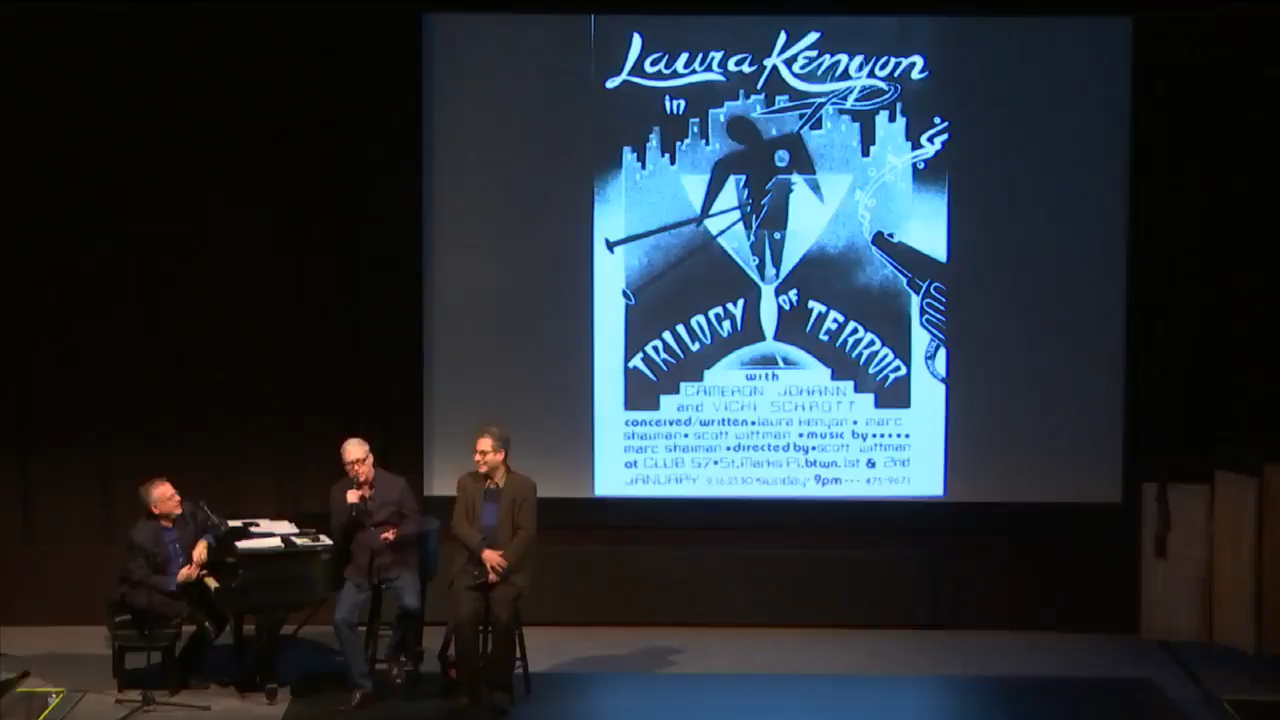 Laura Kenyon
in
TRILOGY OF TERROR
with
CAMERON JOHANN
and VICKI SCHROTT
conceived/written•laura kenyon • marc
shaiman• scott wittman •music by•••••
marc shaiman •directed by•scott wittman
at CLUB 57•St.Marks Pl.btwn.1st & 2nd
JANUARY 9,16,23,30•Sunday• 9pm--- 475-9671